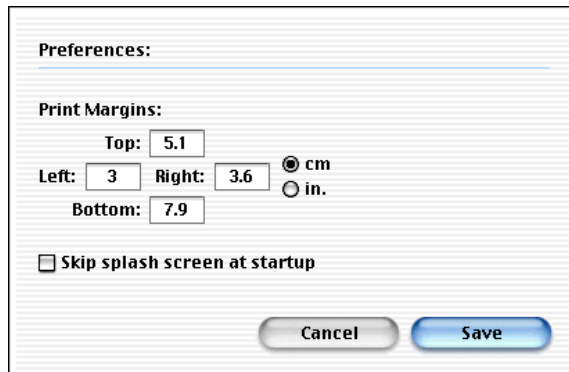 Preferences:
Print Margins:
Top: 5.1
Left: 3 Right: 3.6
cm
in.
Bottom: 7.9
Skip splash screen at startup
Cancel Save